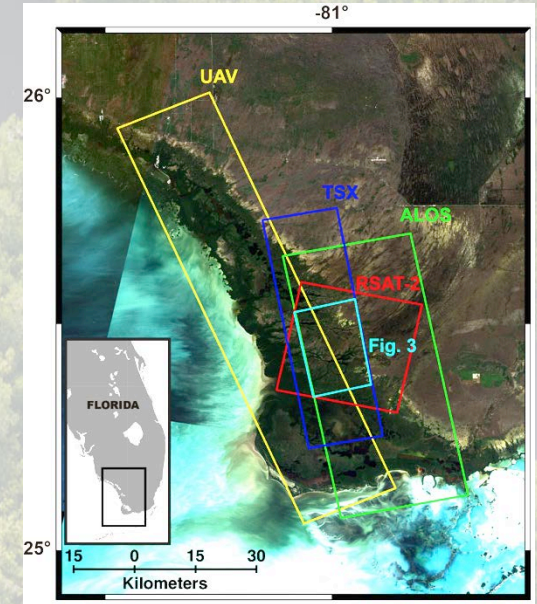 -81°
26°
UAV
TSX
ALOS
RSAT-2
Fig. 3
FLORIDA
25°
15 0 15 30
Kilometers